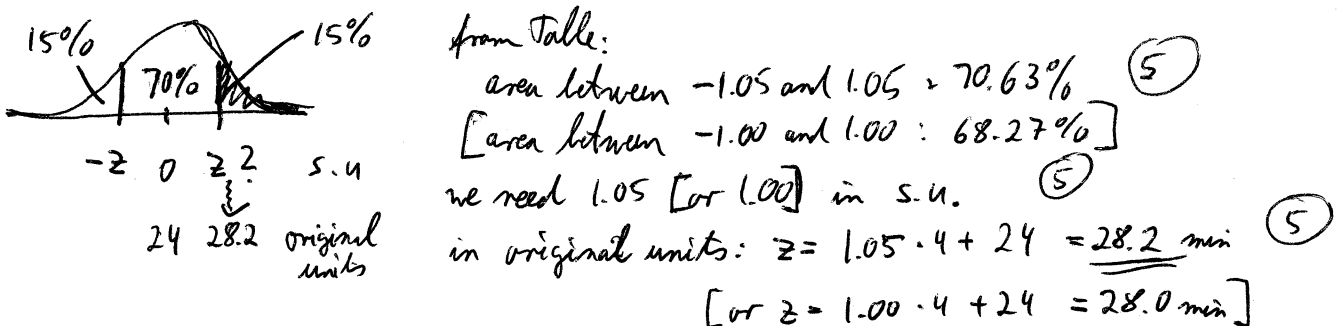 15% 15%
70%
-z 0 z? s.u
24 28.2 original
units
from Table:
area between -1.05 and 1.05 = 70.63% 5
[area between -1.00 and 1.00 : 68.27%]
we need 1.05 [or 1.00] in s.u. 5
in original units: z = 1.05 · 4 + 24 = 28.2 min 5
[or z = 1.00 · 4 + 24 = 28.0 min]